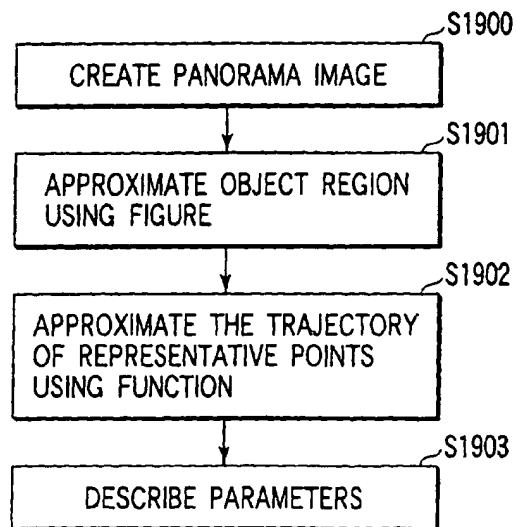 S1900
CREATE PANORAMA IMAGE
S1901
APPROXIMATE OBJECT REGION
USING FIGURE
S1902
APPROXIMATE THE TRAJECTORY
OF REPRESENTATIVE POINTS
USING FUNCTION
S1903
DESCRIBE PARAMETERS